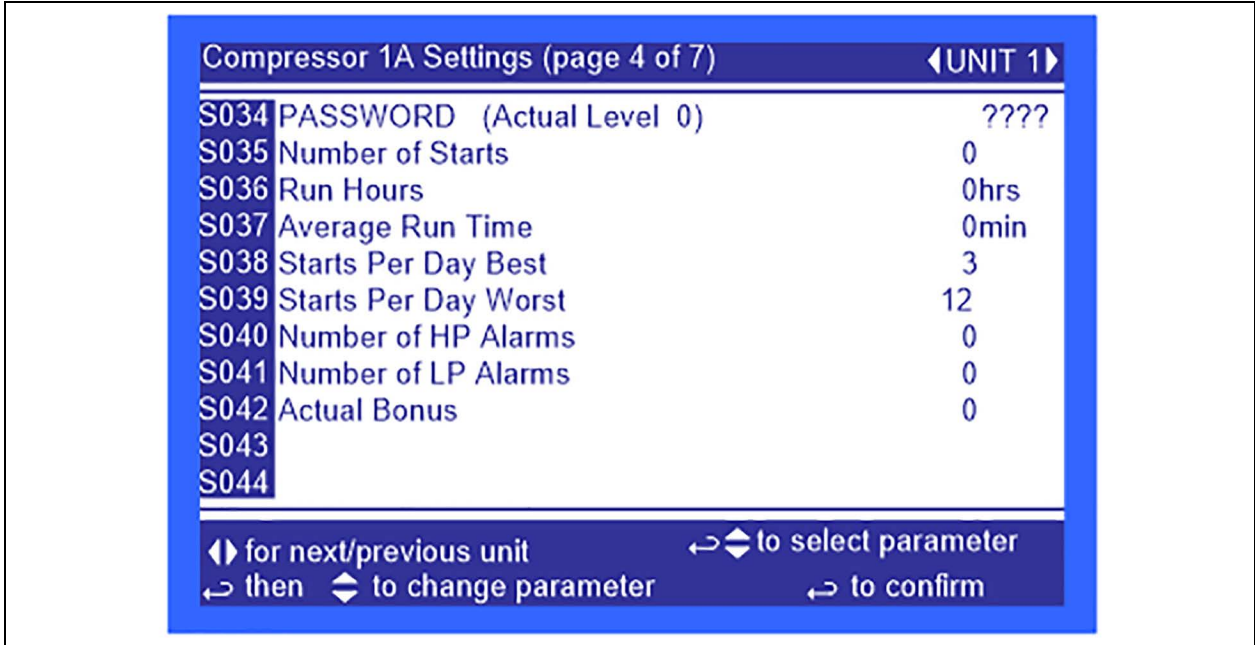 Compressor 1A Settings (page 4 of 7) ◀UNIT 1▶
S034 PASSWORD (Actual Level 0) ????
S035 Number of Starts 0
S036 Run Hours 0hrs
S037 Average Run Time 0min
S038 Starts Per Day Best 3
S039 Starts Per Day Worst 12
S040 Number of HP Alarms 0
S041 Number of LP Alarms 0
S042 Actual Bonus 0
S043
S044
◀▶ for next/previous unit ↵ ▲▼ to select parameter
↵ then ▲▼ to change parameter ↵ to confirm